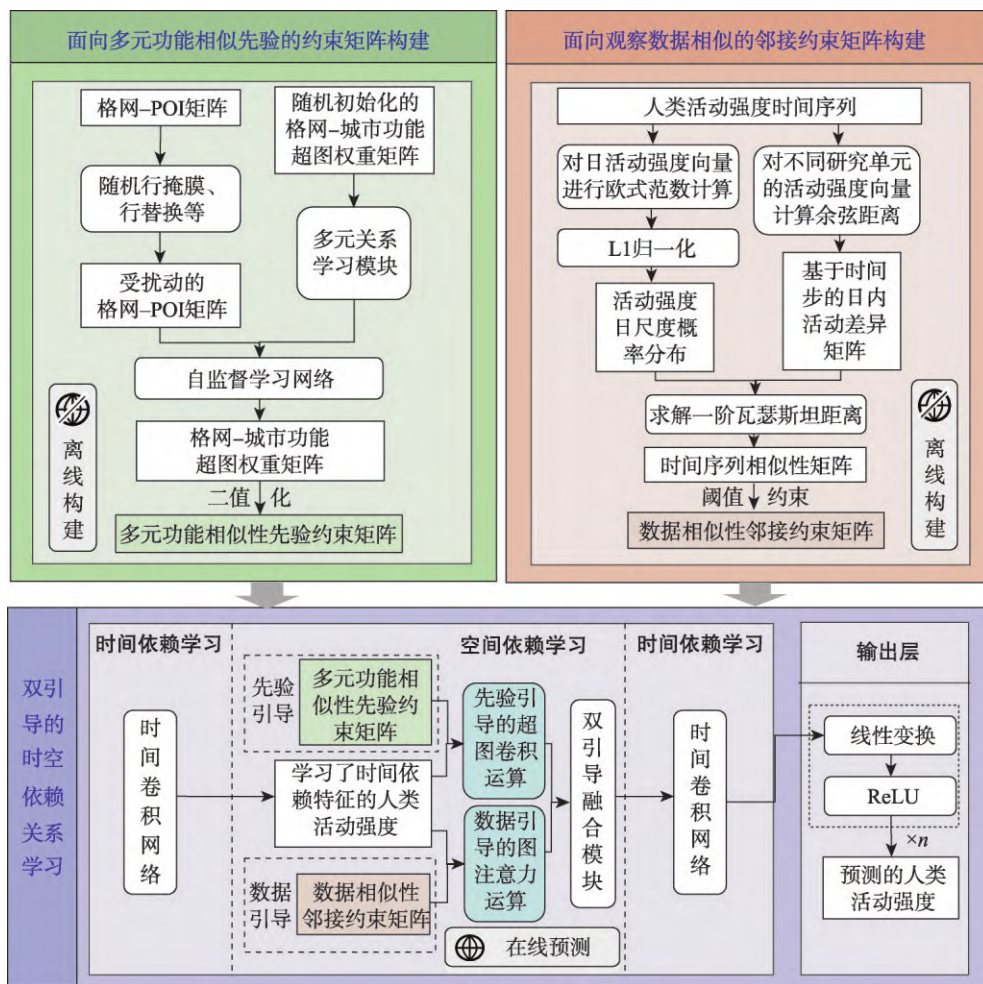 面向多元功能相似先验的约束矩阵构建
格网–POI矩阵
随机初始化的
格网–城市功能
超图权重矩阵
随机行掩膜、
行替换等
多元关系
学习模块
受扰动的
格网–POI矩阵
自监督学习网络
格网–城市功能
超图权重矩阵
二值 化
多元功能相似性先验约束矩阵
离线构建
面向观察数据相似的邻接约束矩阵构建
人类活动强度时间序列
对日活动强度向量
进行欧式范数计算
对不同研究单元
的活动强度向量
计算余弦距离
L1归一化
活动强度
日尺度概
率分布
基于时间
步的日内
活动差异
矩阵
求解一阶瓦瑟斯坦距离
时间序列相似性矩阵
阈值 约束
数据相似性邻接约束矩阵
离线构建
双引
导的
时空
依赖
关系
学习
时间依赖学习
时间卷积网络
空间依赖学习
先验
引导
多元功能相
似性先验约
束矩阵
学习了时间依
赖特征的人类
活动强度
数据
引导
数据相似性
邻接约束矩阵
先验引
导的超
图卷积
运算
数据引
导的图
注意力
运算
双引导融合模块
在线预测
时间依赖学习
时间卷积网络
输出层
线性变换
ReLU
×n
预测的人类
活动强度